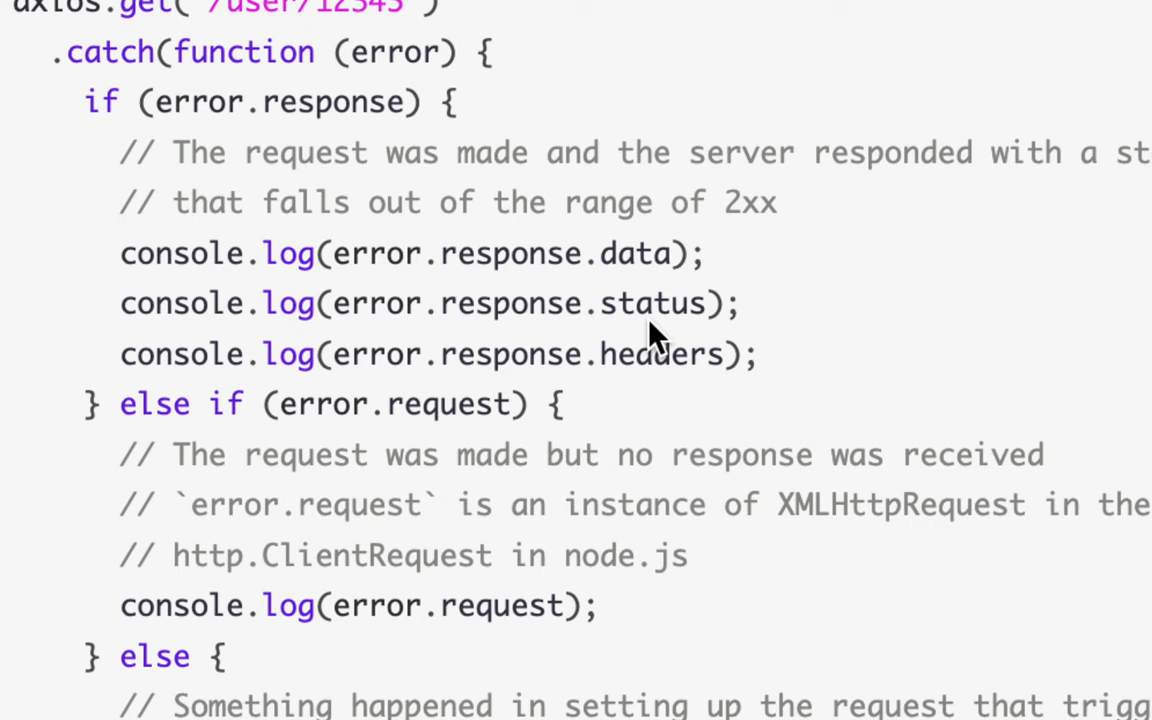 axios.get("/user/12345")
.catch(function (error) {
if (error.response) {
// The request was made and the server responded with a st
// that falls out of the range of 2xx
console.log(error.response.data);
console.log(error.response.status);
console.log(error.response.headers);
} else if (error.request) {
// The request was made but no response was received
// `error.request` is an instance of XMLHttpRequest in the
// http.ClientRequest in node.js
console.log(error.request);
} else {
// Something happened in setting up the request that trigg